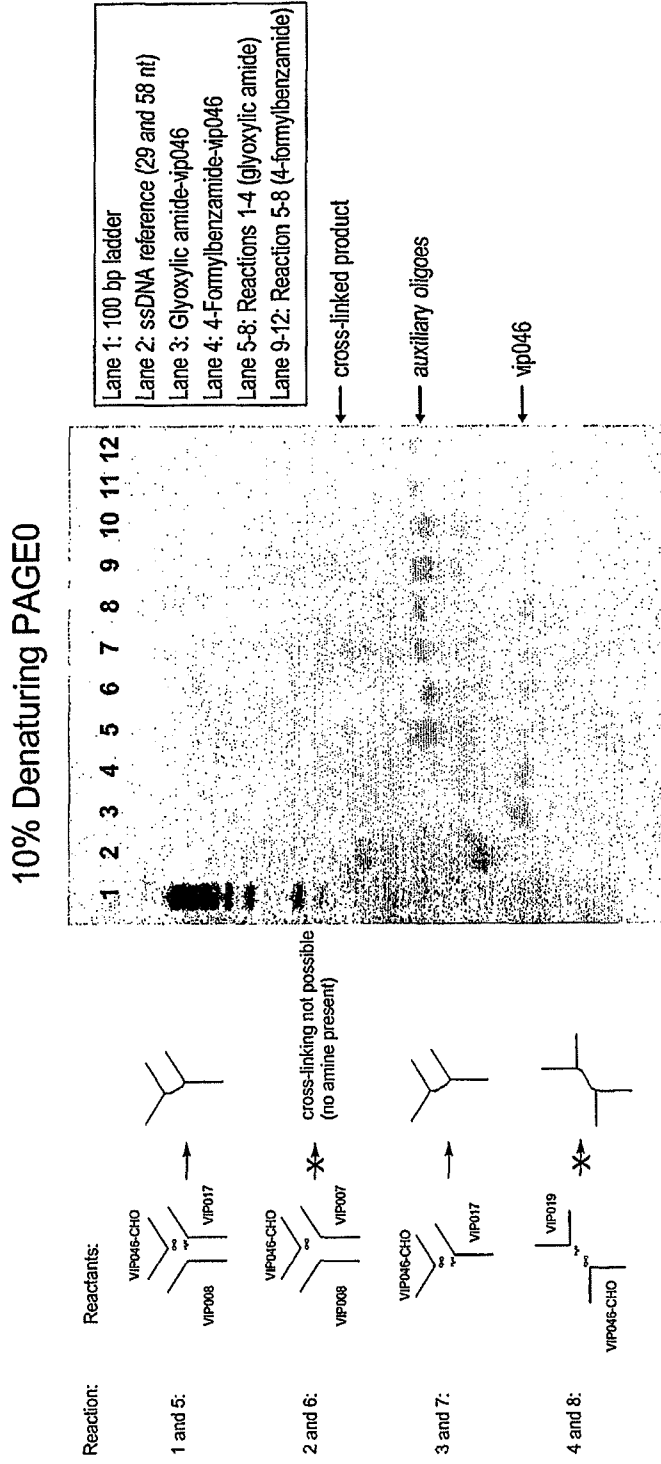 10% Denaturing PAGE0
Reaction:
Reactants:
1 and 5:
VIP046-CHO
VIP008
VIP017
2 and 6:
VIP046-CHO
VIP008
VIP007
cross-linking not possible
(no amine present)
3 and 7:
VIP046-CHO
VIP017
4 and 8:
VIP019
VIP046-CHO
1 2 3 4 5 6 7 8 9 10 11 12
Lane 1: 100 bp ladder
Lane 2: ssDNA reference (29 and 58 nt)
Lane 3: Glyoxylic amide-vip046
Lane 4: 4-Formylbenzamide-vip046
Lane 5-8: Reactions 1-4 (glyoxylic amide)
Lane 9-12: Reaction 5-8 (4-formylbenzamide)
cross-linked product
auxiliary oligoes
vip046